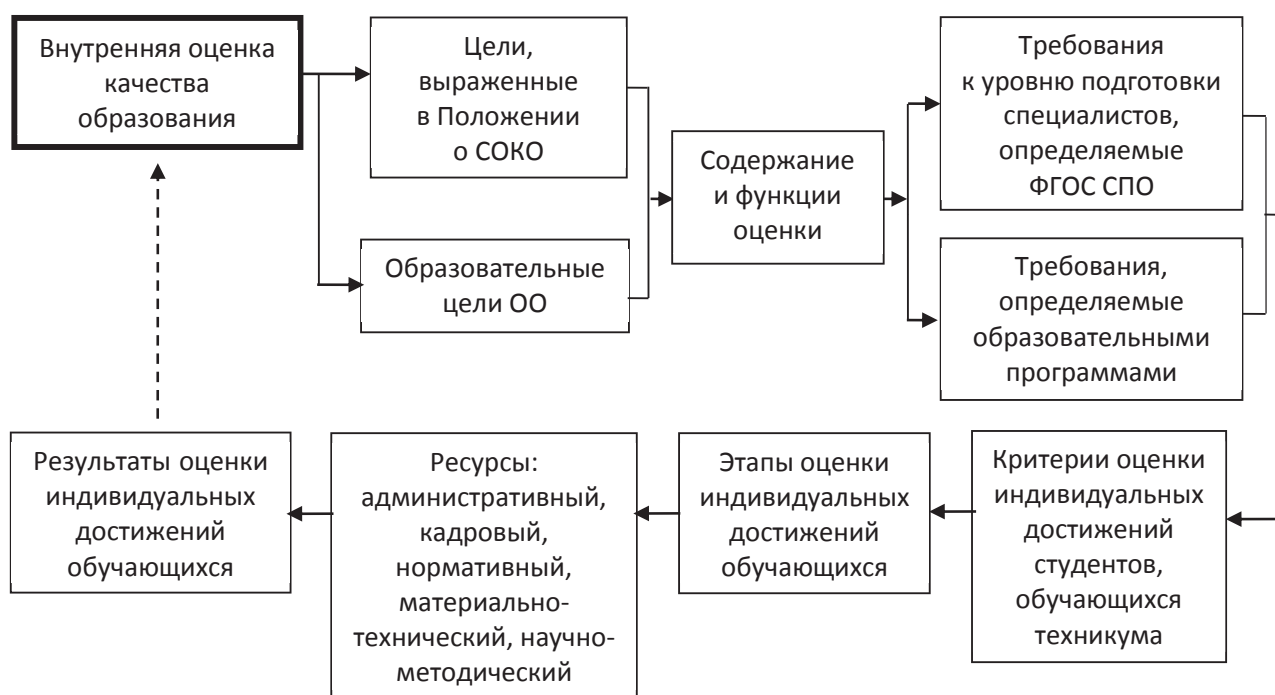 Внутренняя оценка
качества
образования
Цели,
выраженные
в Положении
о СОКО
Образовательные
цели ОО
Содержание
и функции
оценки
Требования
к уровню подготовки
специалистов,
определяемые
ФГОС СПО
Требования,
определяемые
образовательными
программами
Результаты оценки
индивидуальных
достижений
обучающихся
Ресурсы:
административный,
кадровый,
нормативный,
материально-
технический, научно-
методический
Этапы оценки
индивидуальных
достижений
обучающихся
Критерии оценки
индивидуальных
достижений
студентов,
обучающихся
техникума